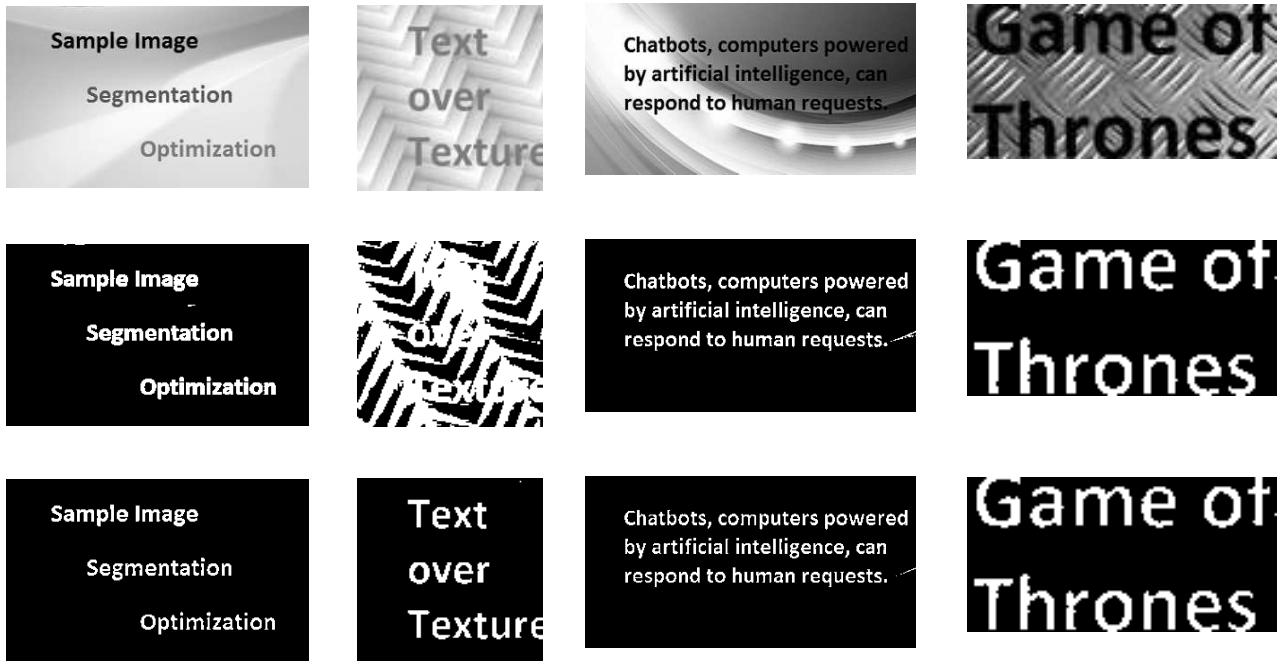 Sample Image
Segmentation
Optimization
Text
over
Texture
Chatbots, computers powered
by artificial intelligence, can
respond to human requests.
Game of
Thrones
Sample Image
Segmentation
Optimization
over
Texture
Chatbots, computers powered
by artificial intelligence, can
respond to human requests.
Game of
Thrones
Sample Image
Segmentation
Optimization
Text
over
Texture
Chatbots, computers powered
by artificial intelligence, can
respond to human requests.
Game of
Thrones